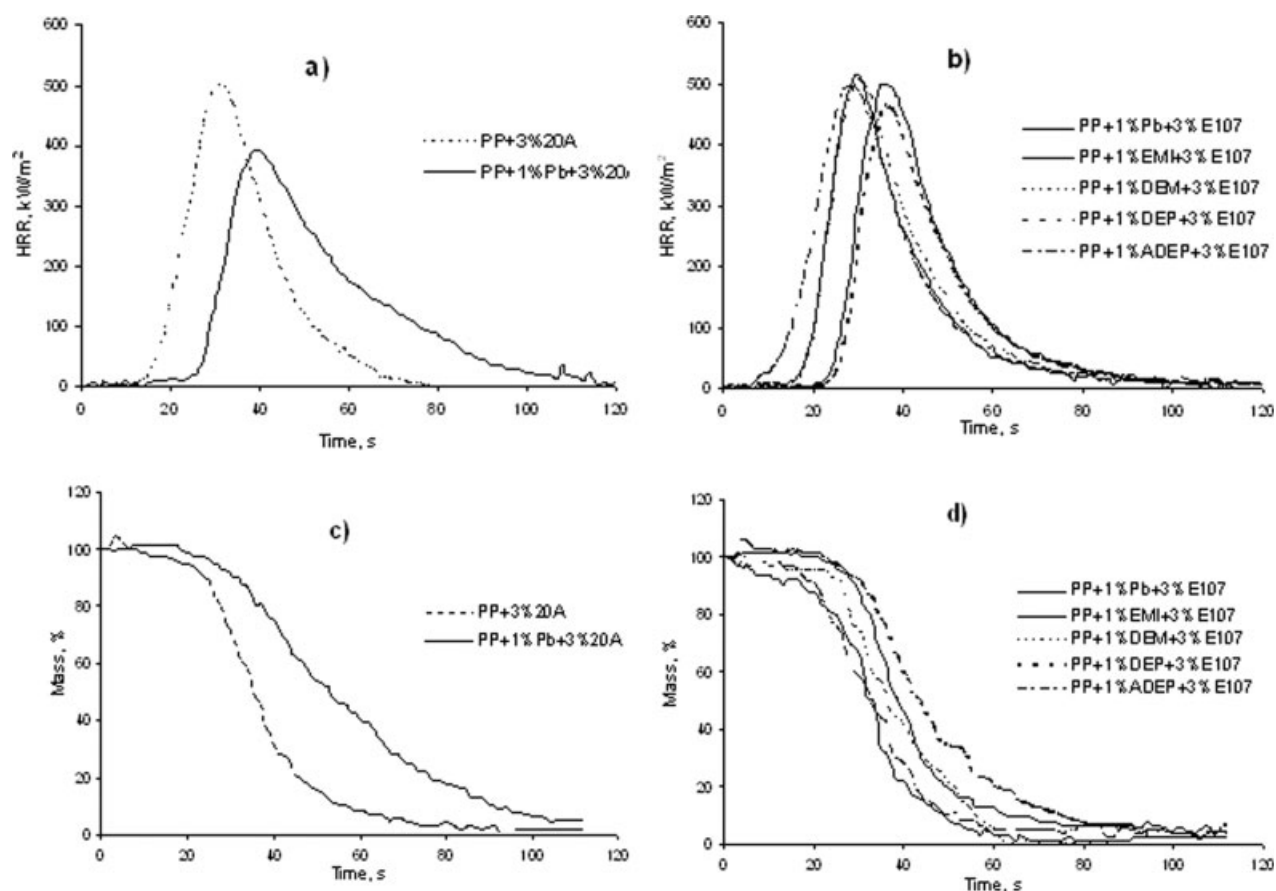 a)
600
500
400
300
200
100
0
HRR, kW/m²
0 20 40 60 80 100 120
Time, s
PP+3%20A
PP+1%Pb+3%20
b)
600
500
400
300
200
100
0
HRR, kW/m²
0 20 40 60 80 100 120
Time, s
PP+1%Pb+3%E107
PP+1%EMI+3%E107
PP+1%DEM+3%E107
PP+1%DEP+3%E107
PP+1%ADEP+3%E107
c)
120
100
80
60
40
20
0
Mass, %
0 20 40 60 80 100 120
Time, s
PP+3%20A
PP+1%Pb+3%20A
d)
120
100
80
60
40
20
0
Mass, %
0 20 40 60 80 100 120
Time, s
PP+1%Pb+3%E107
PP+1%EMI+3%E107
PP+1%DEM+3%E107
PP+1%DEP+3%E107
PP+1%ADEP+3%E107